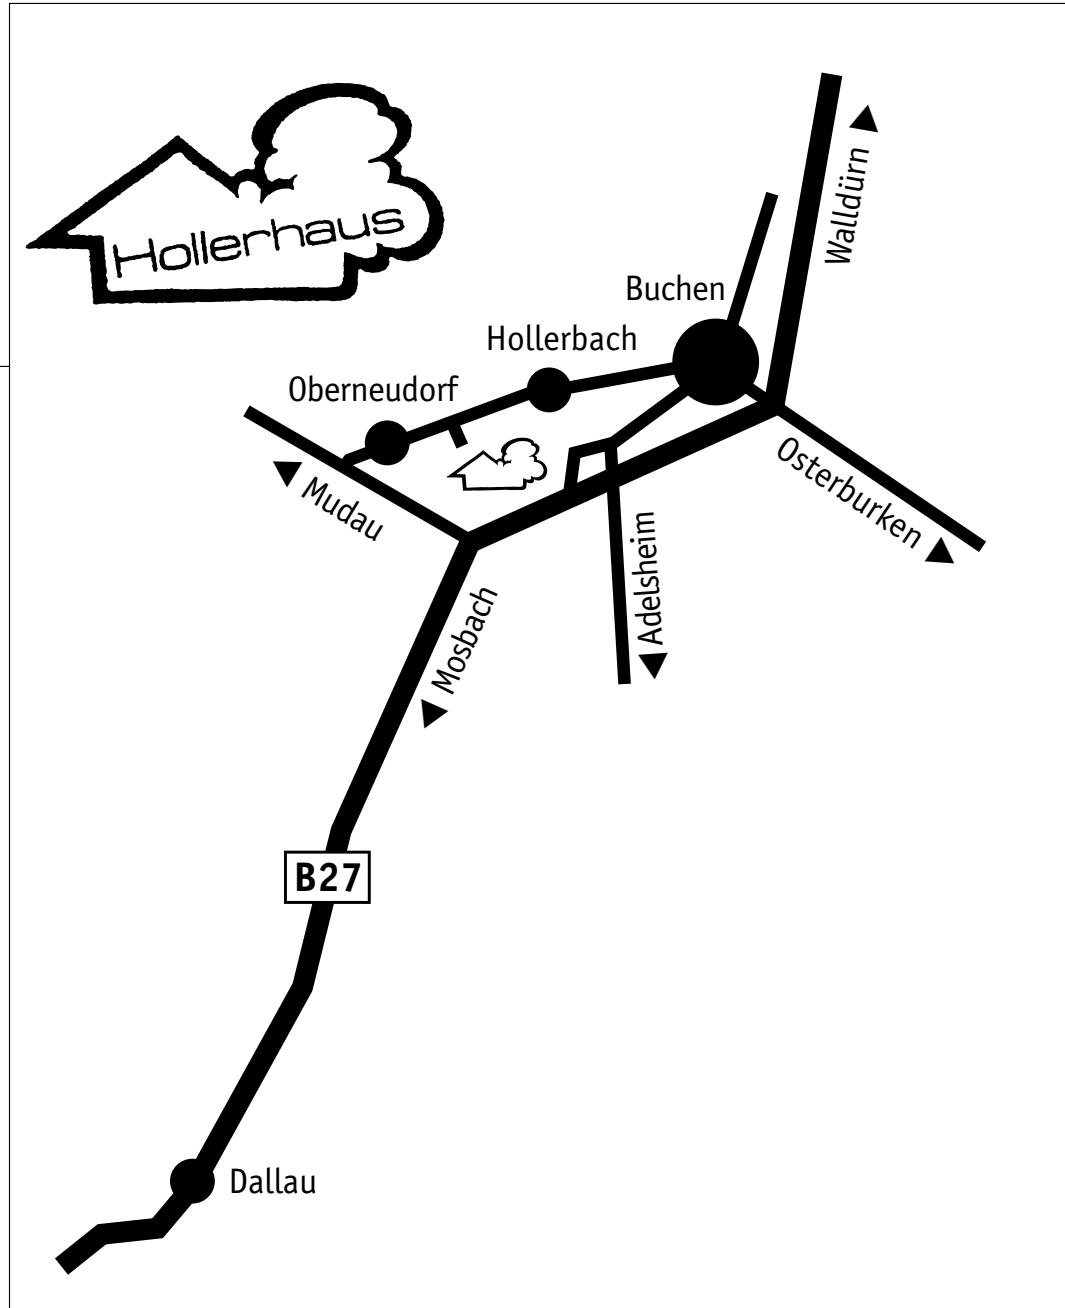 Hollerhaus
Walldürn
Buchen
Hollerbach
Oberneudorf
Mudau
Osterburken
Adelsheim
Mosbach
B27
Dallau